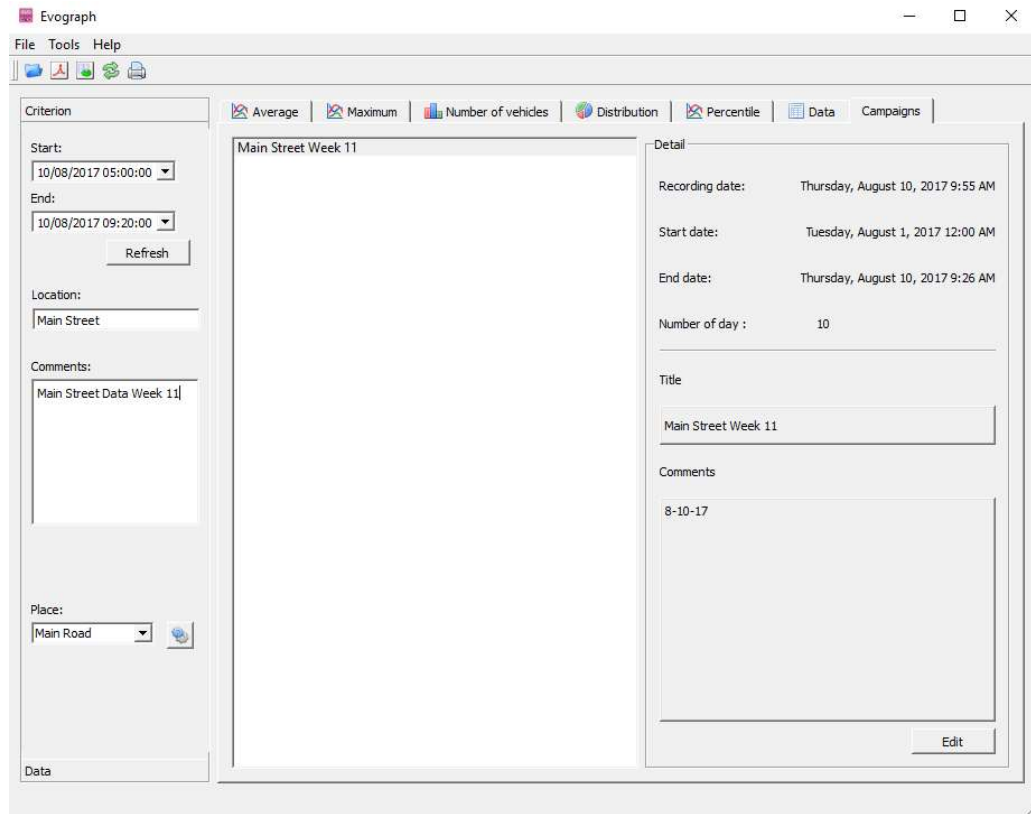 Evograph
File Tools Help
Criterion
Average Maximum Number of vehicles Distribution Percentile Data Campaigns
Start:
10/08/2017 05:00:00
End:
10/08/2017 09:20:00
Refresh
Location:
Main Street
Comments:
Main Street Data Week 11
Place:
Main Road
Data
Main Street Week 11
Detail
Recording date: Thursday, August 10, 2017 9:55 AM
Start date: Tuesday, August 1, 2017 12:00 AM
End date: Thursday, August 10, 2017 9:26 AM
Number of day : 10
Title
Main Street Week 11
Comments
8-10-17
Edit